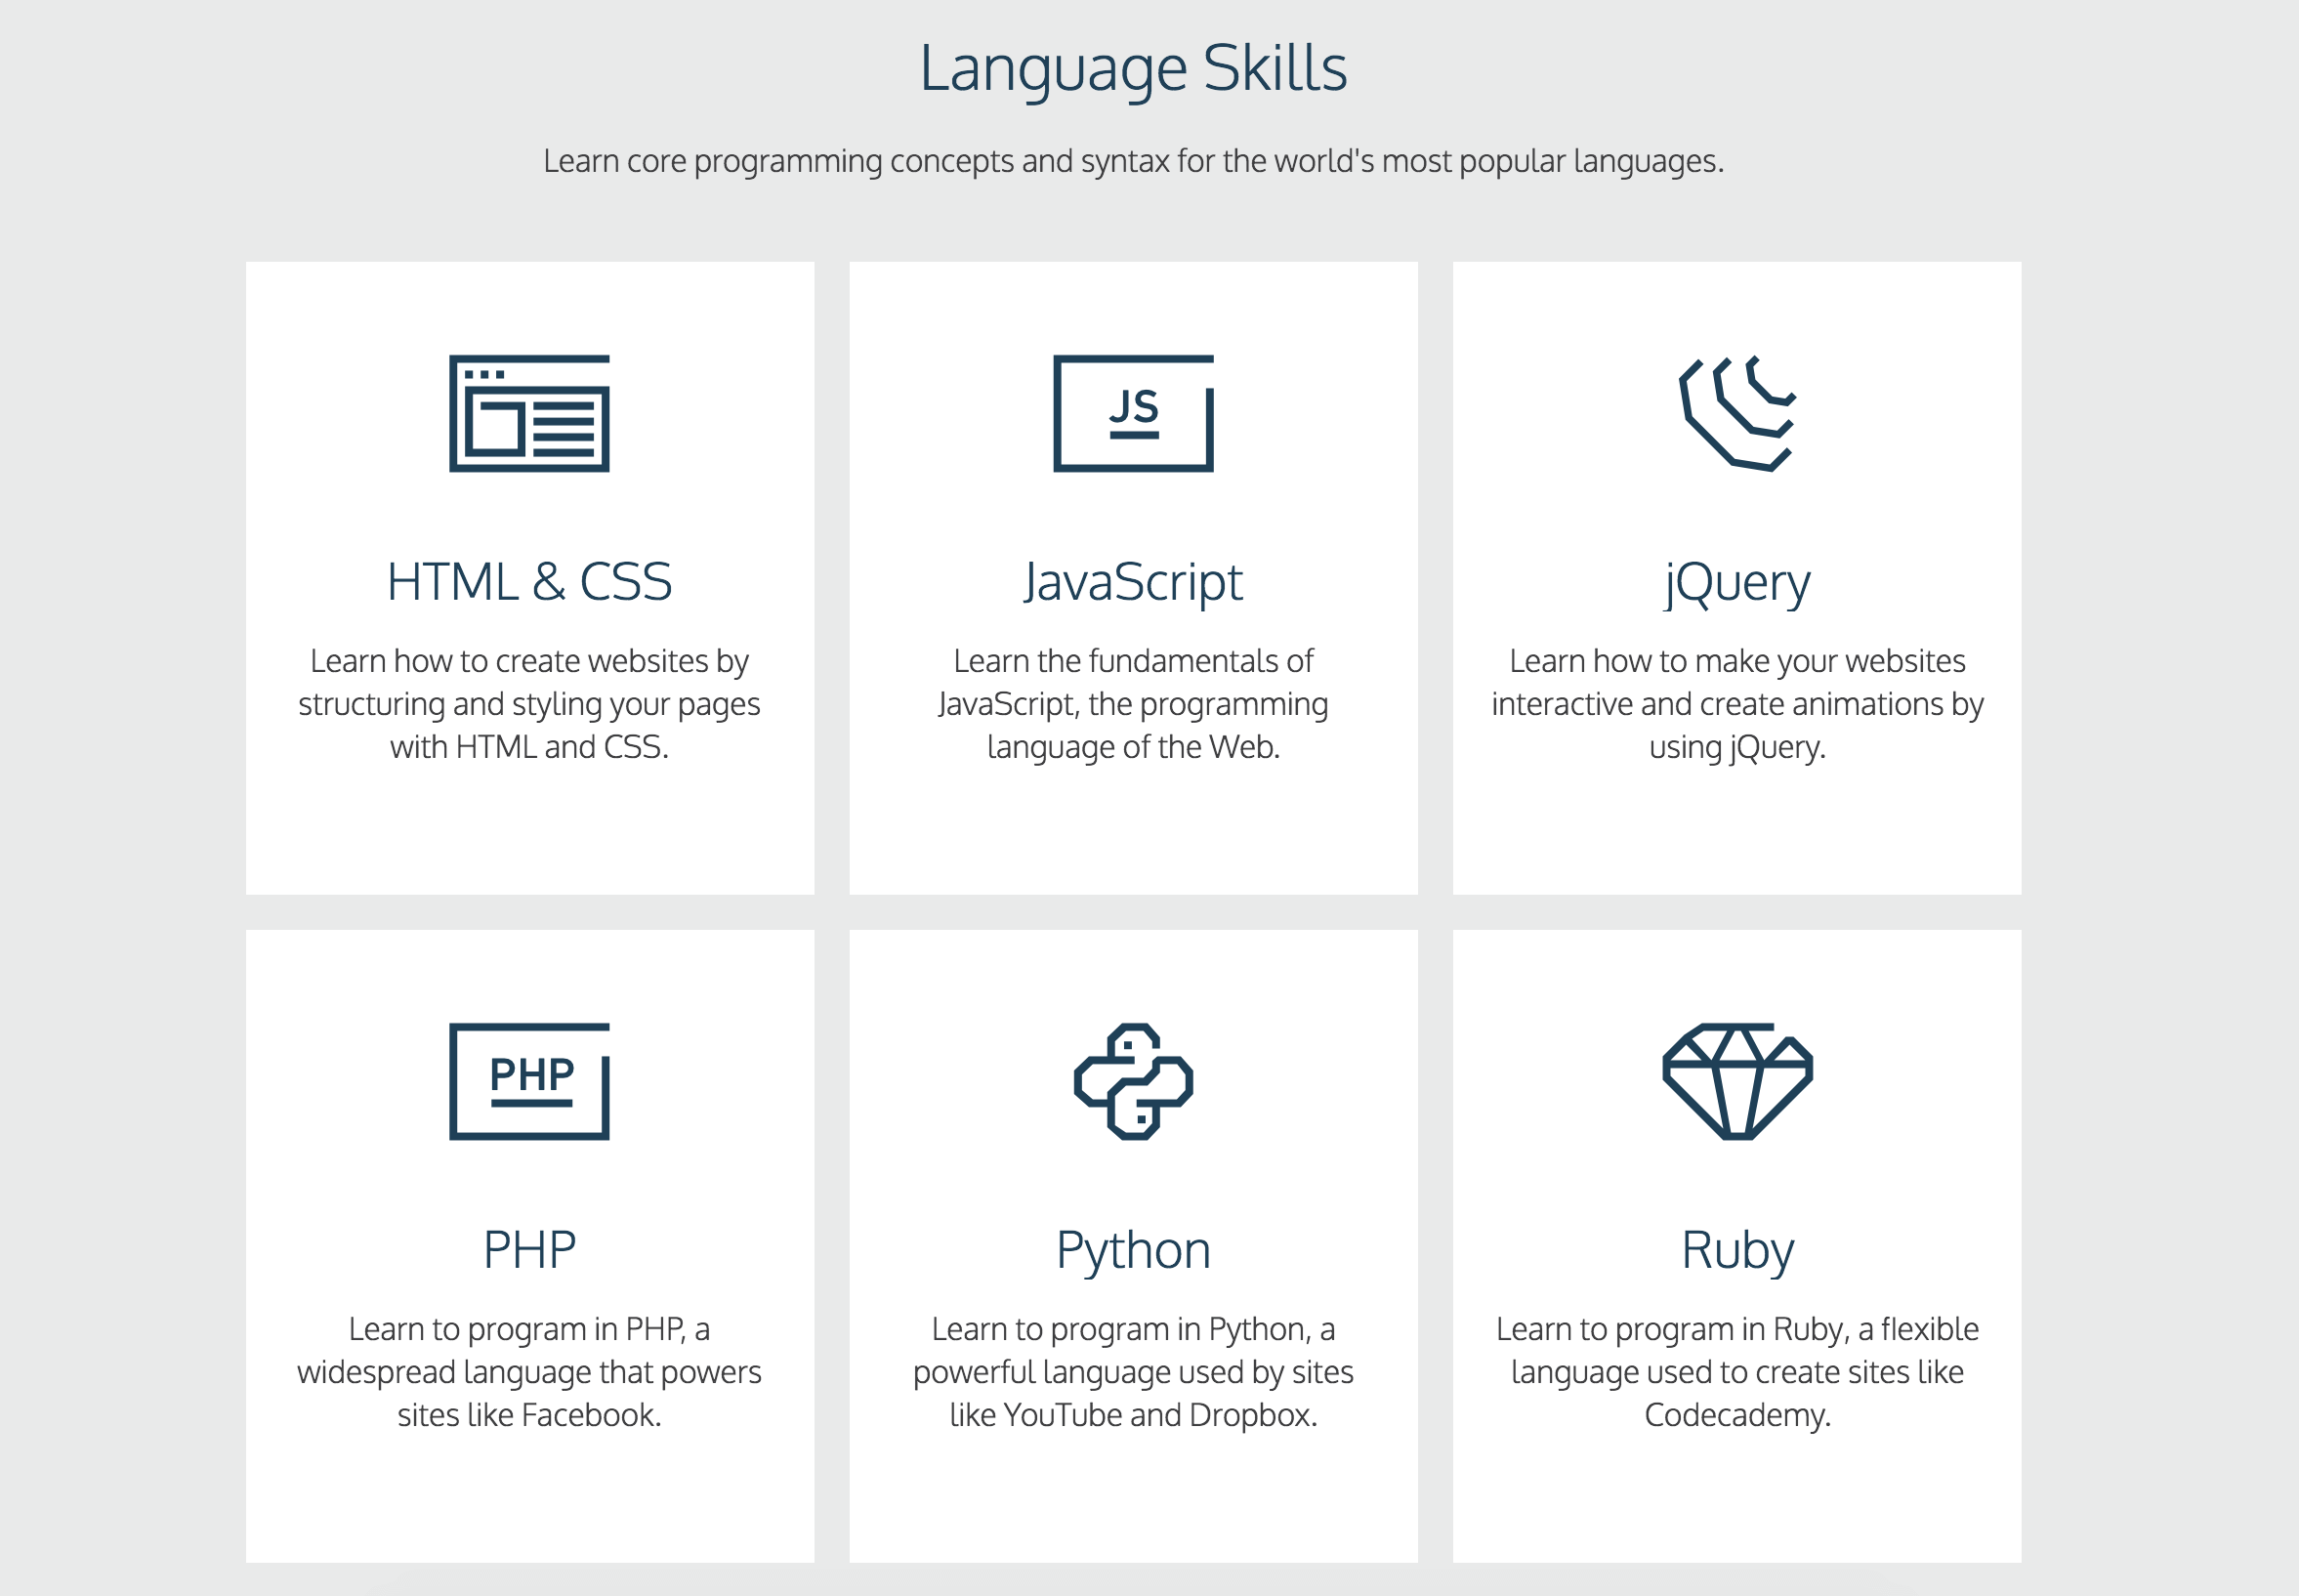 Language Skills
Learn core programming concepts and syntax for the world's most popular languages.
JS
HTML & CSS
Learn how to create websites by
structuring and styling your pages
with HTML and CSS.
JavaScript
Learn the fundamentals of
JavaScript, the programming
language of the Web.
jQuery
Learn how to make your websites
interactive and create animations by
using jQuery.
PHP
PHP
Learn to program in PHP, a
widespread language that powers
sites like Facebook.
Python
Learn to program in Python, a
powerful language used by sites
like YouTube and Dropbox.
Ruby
Learn to program in Ruby, a flexible
language used to create sites like
Codecademy.